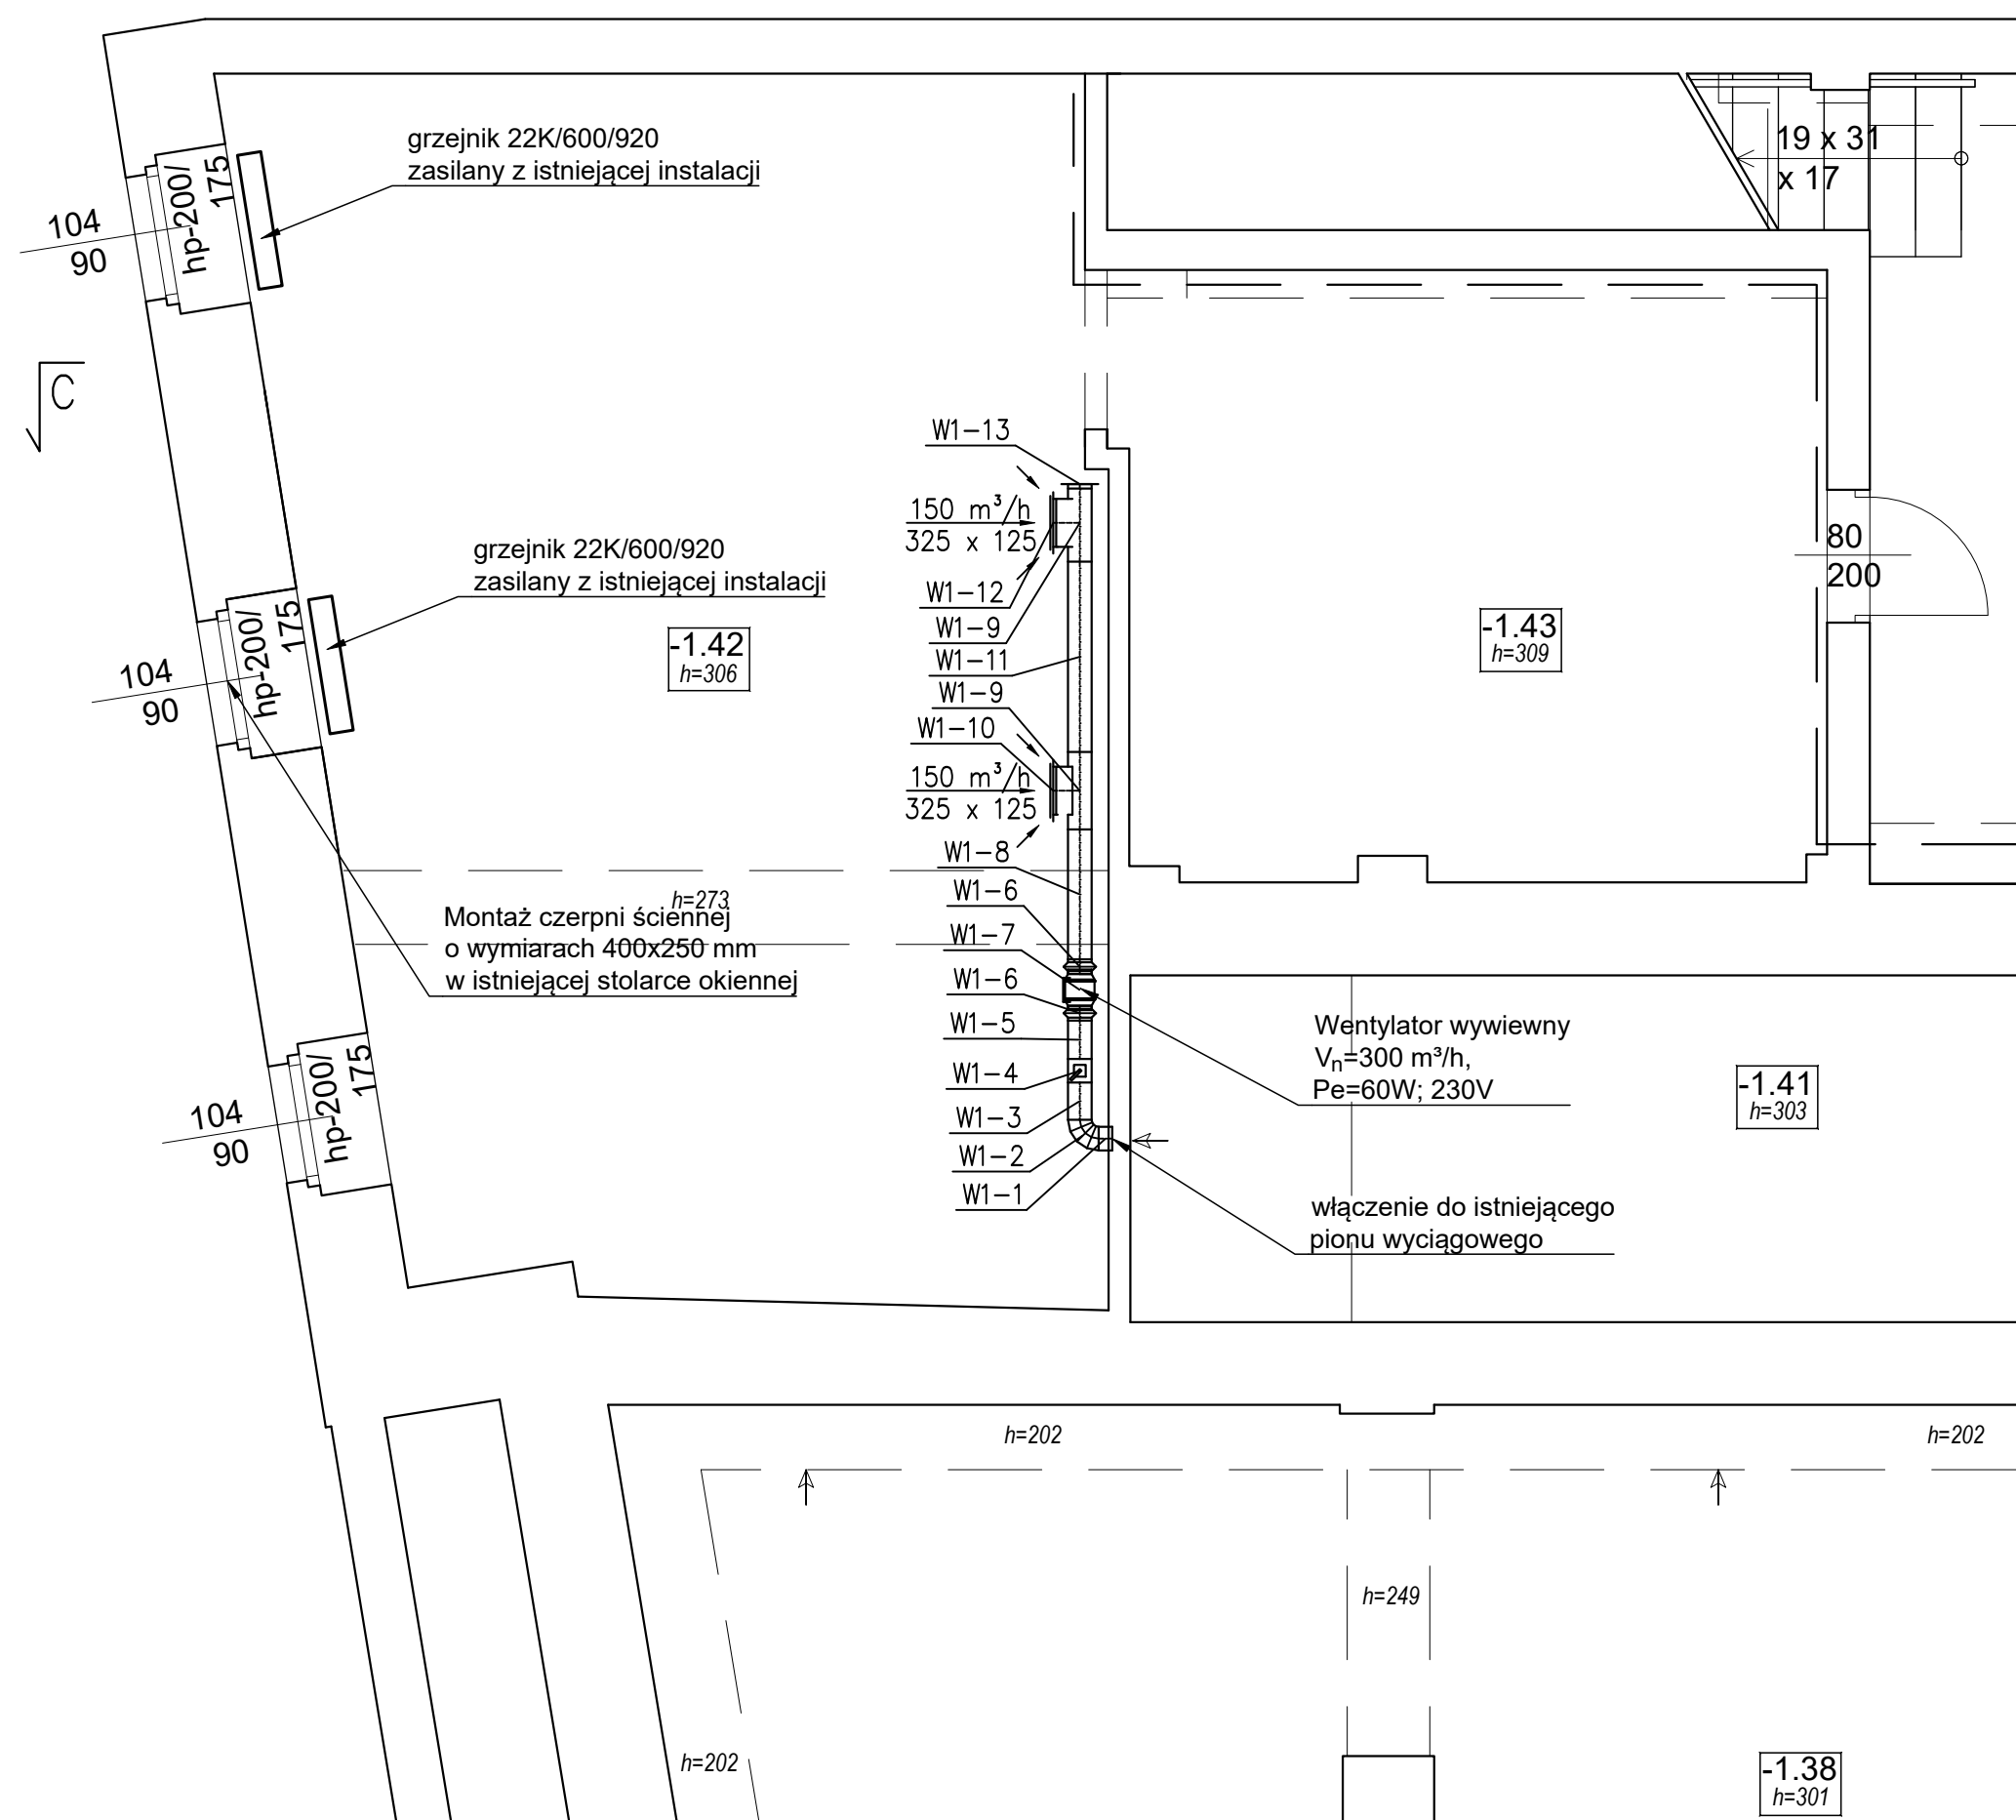 grzejnik 22K/600/920
zasilany z istniejącej instalacji
19 x 31
x 17
104
90
hp-200/
175
C
W1-13
150 m³/h
325 x 125
grzejnik 22K/600/920
zasilany z istniejącej instalacji
80
200
W1-12
W1-9
-1.42
h=306
-1.43
h=309
W1-11
104
90
hp-200/
175
W1-9
W1-10
150 m³/h
325 x 125
W1-8
h=273
Montaż czerpni ściennej
o wymiarach 400x250 mm
w istniejącej stolarce okiennej
W1-6
W1-7
W1-6
W1-5
Wentylator wywiewny
Vn=300 m³/h,
Pe=60W; 230V
W1-4
-1.41
h=303
104
90
hp-200/
175
W1-3
W1-2
W1-1
włączenie do istniejącego
pionu wyciągowego
h=202
h=202
h=249
h=202
-1.38
h=301